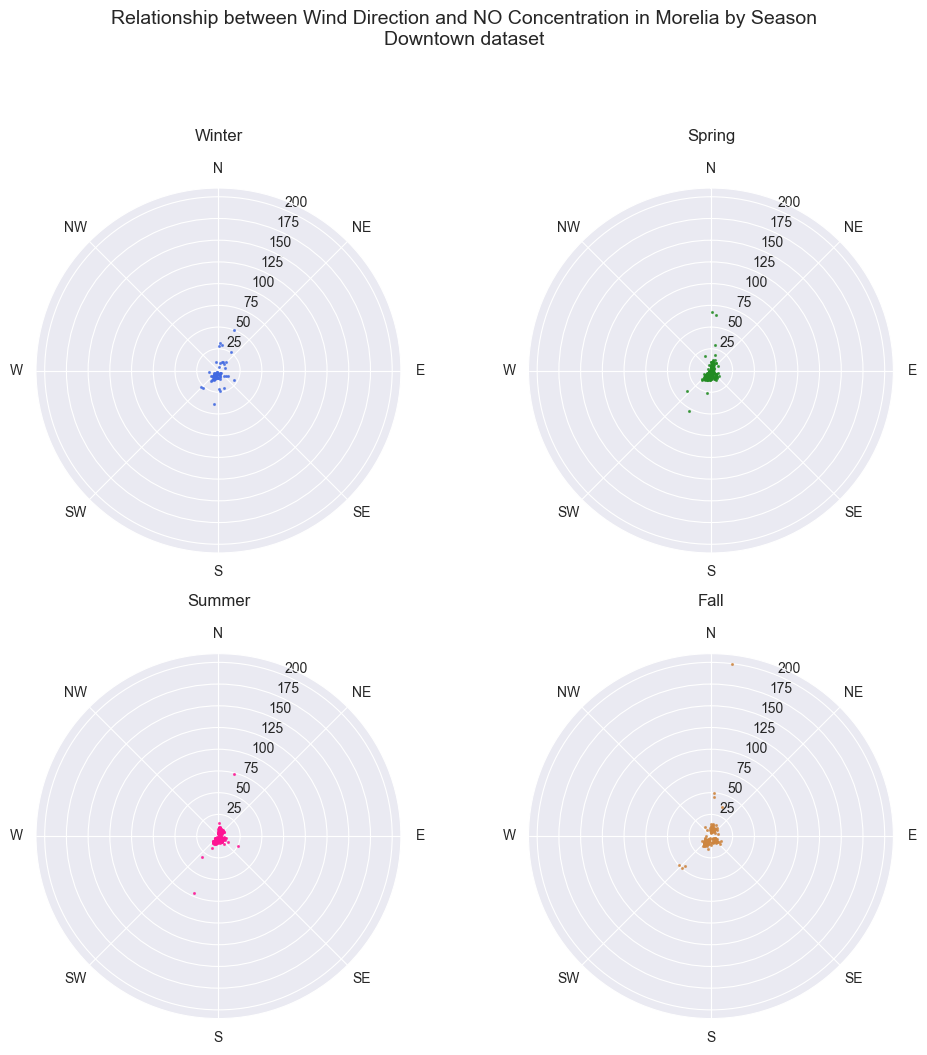 Relationship between Wind Direction and NO Concentration in Morelia by Season
Downtown dataset
Winter
N
NW
NE
W
E
SW
SE
S
200
175
150
125
100
75
50
25
Spring
N
NW
NE
W
E
SW
SE
S
200
175
150
125
100
75
50
25
Summer
N
NW
NE
W
E
SW
SE
S
200
175
150
125
100
75
50
25
Fall
N
NW
NE
W
E
SW
SE
S
200
175
150
125
100
75
50
25